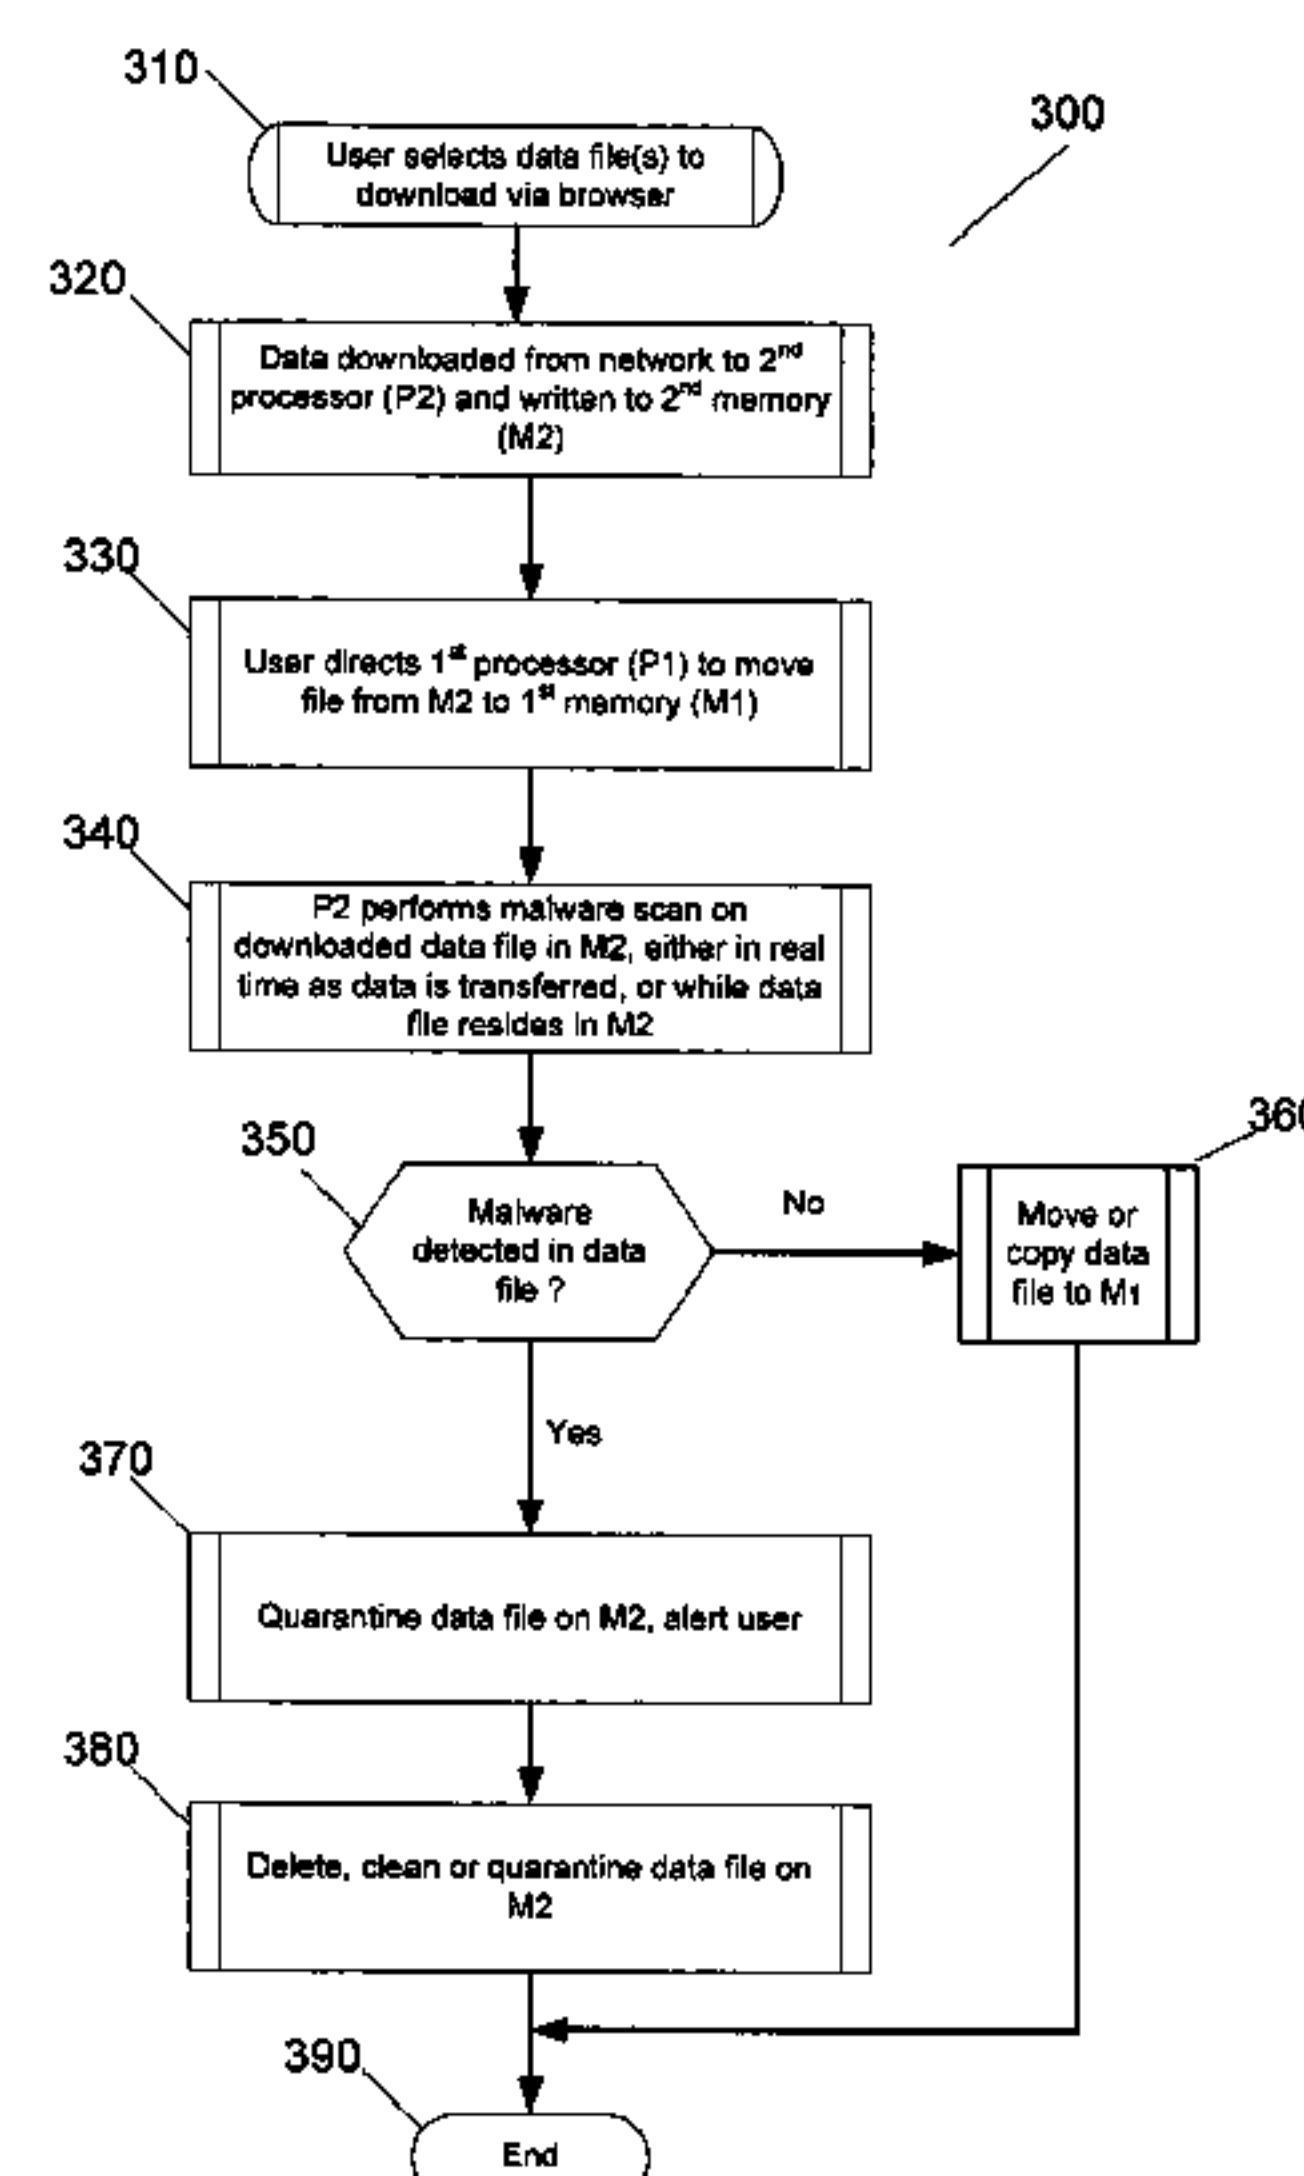 310
300
User selects data file(s) to
download via browser
320
Data downloaded from network to 2nd
processor (P2) and written to 2nd memory
(M2)
330
User directs 1st processor (P1) to move
file from M2 to 1st memory (M1)
340
P2 performs malware scan on
downloaded data file in M2, either in real
time as data is transferred, or while data
file resides in M2
350
360
Malware
detected in data
file ?
No
Move or
copy data
file to M1
Yes
370
Quarantine data file on M2, alert user
380
Delete, clean or quarantine data file on
M2
390
End